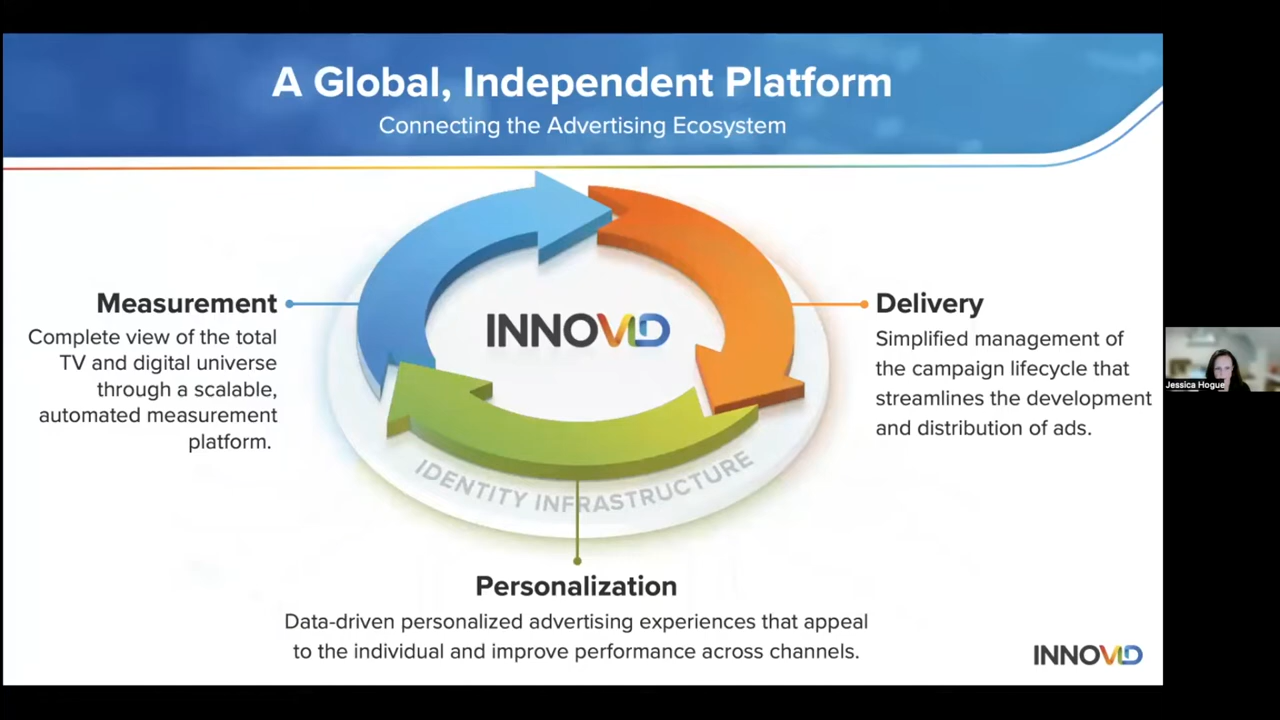 A Global, Independent Platform
Connecting the Advertising Ecosystem
Measurement
Complete view of the total
TV and digital universe
through a scalable,
automated measurement
platform.
INNOVID
Delivery
Simplified management of
the campaign lifecycle that
streamlines the development
and distribution of ads.
Jessica Hogue
IDENTITY INFRASTRUCTURE
Personalization
Data-driven personalized advertising experiences that appeal
to the individual and improve performance across channels.
INNOVID